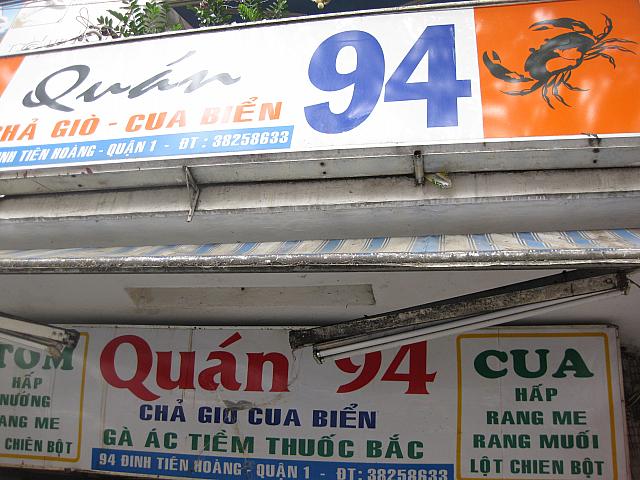 Quán 94
CHẢ GIÒ - CUA BIỂN
INH TIÊN HOÀNG - QUẬN 1 - ĐT : 38258633
TÔM
HẤP
NƯỚNG
ANG ME
CHIÊN BỘT
Quán 94
CHẢ GIÒ CUA BIỂN
GÀ ÁC TIỀM THUỐC BẮC
94 ĐINH TIÊN HOÀNG - QUẬN 1 - ĐT: 38258633
CUA
HẤP
RANG ME
RANG MUỐI
LỘT CHIEN BỘT